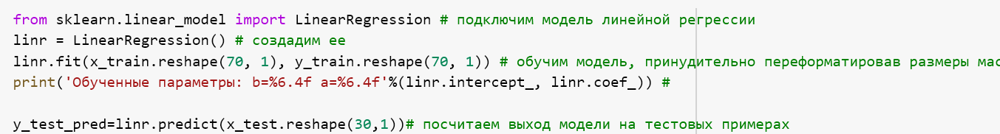 from sklearn.linear_model import LinearRegression # подключим модель линейной регрессии
linr = LinearRegression() # создадим ее
linr.fit(x_train.reshape(70, 1), y_train.reshape(70, 1)) # обучим модель, принудительно переформатировав размеры
print('Обученные параметры: b=%6.4f a=%6.4f'%(linr.intercept_, linr.coef_)) #
y_test_pred=linr.predict(x_test.reshape(30,1))# посчитаем выход модели на тестовых примерах